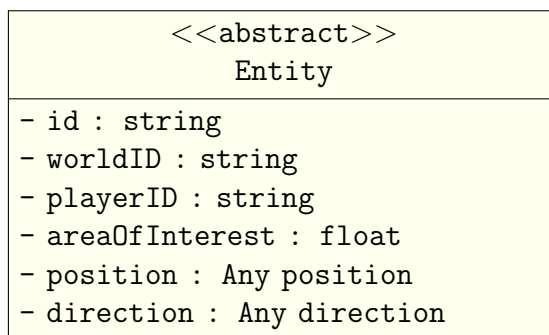 <<abstract>>
Entity
- id : string
- worldID : string
- playerID : string
- areaOfInterest : float
- position : Any position
- direction : Any direction